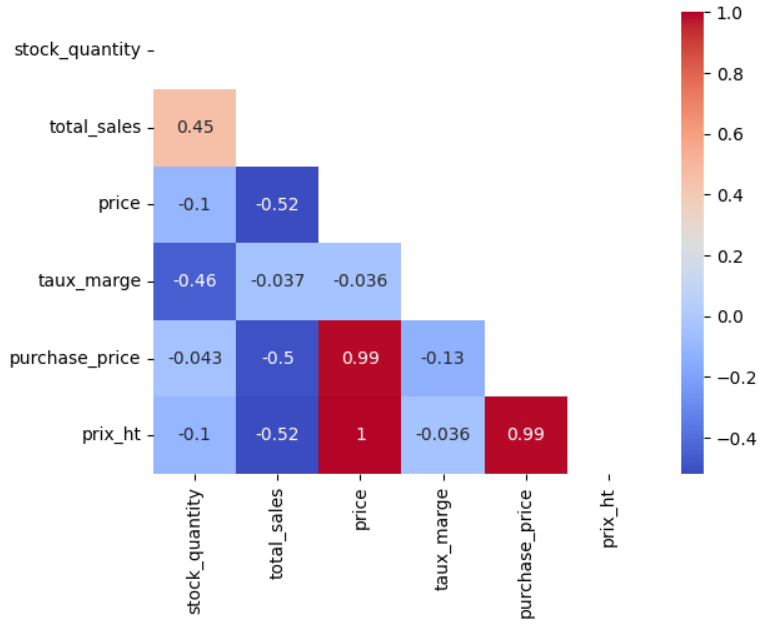 1.0
stock_quantity
0.8
total_sales
0.45
0.6
price
-0.1 -0.52
0.4
0.2
taux_marge
-0.46 -0.037 -0.036
0.0
purchase_price
-0.043 -0.5 0.99 -0.13
−0.2
prix_ht
-0.1 -0.52 1 -0.036 0.99
−0.4
stock_quantity
total_sales
price
taux_marge
purchase_price
prix_ht